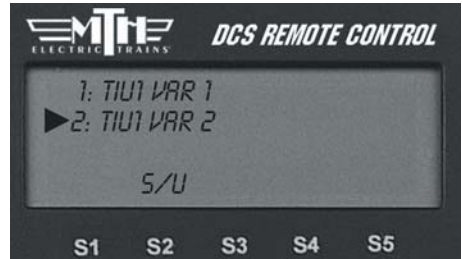 MTH
ELECTRIC TRAINS
DCS REMOTE CONTROL
1: TIU1 VAR 1
2: TIU1 VAR 2
S/U
S1 S2 S3 S4 S5